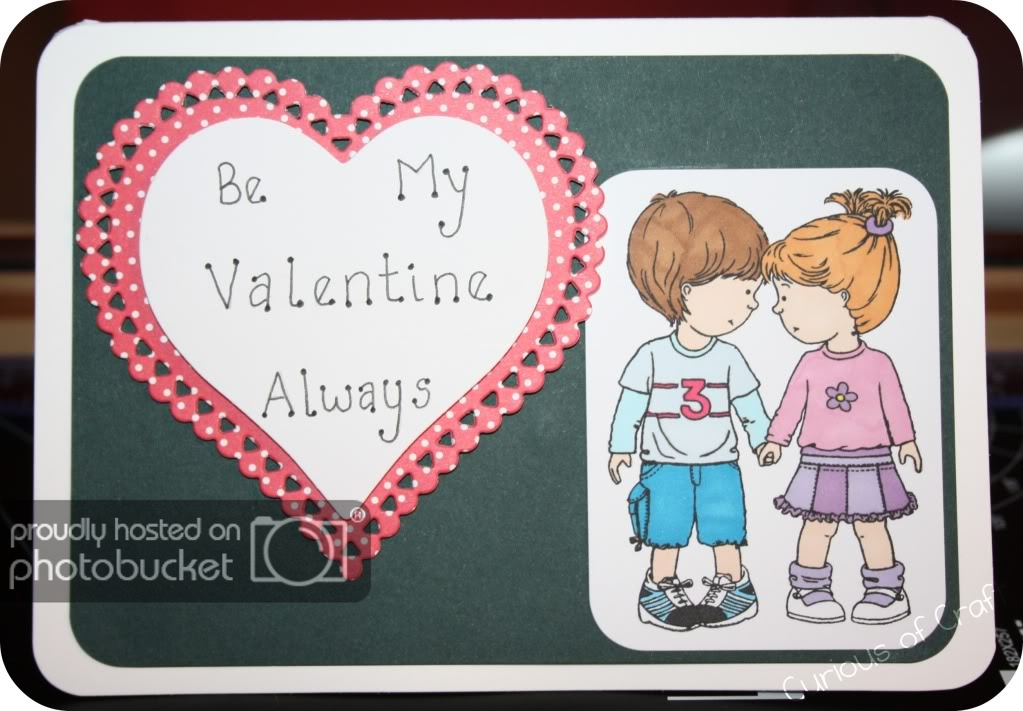 Be My
Valentine
Always
3
proudly hosted on
photobucket
®
Curious of Craft